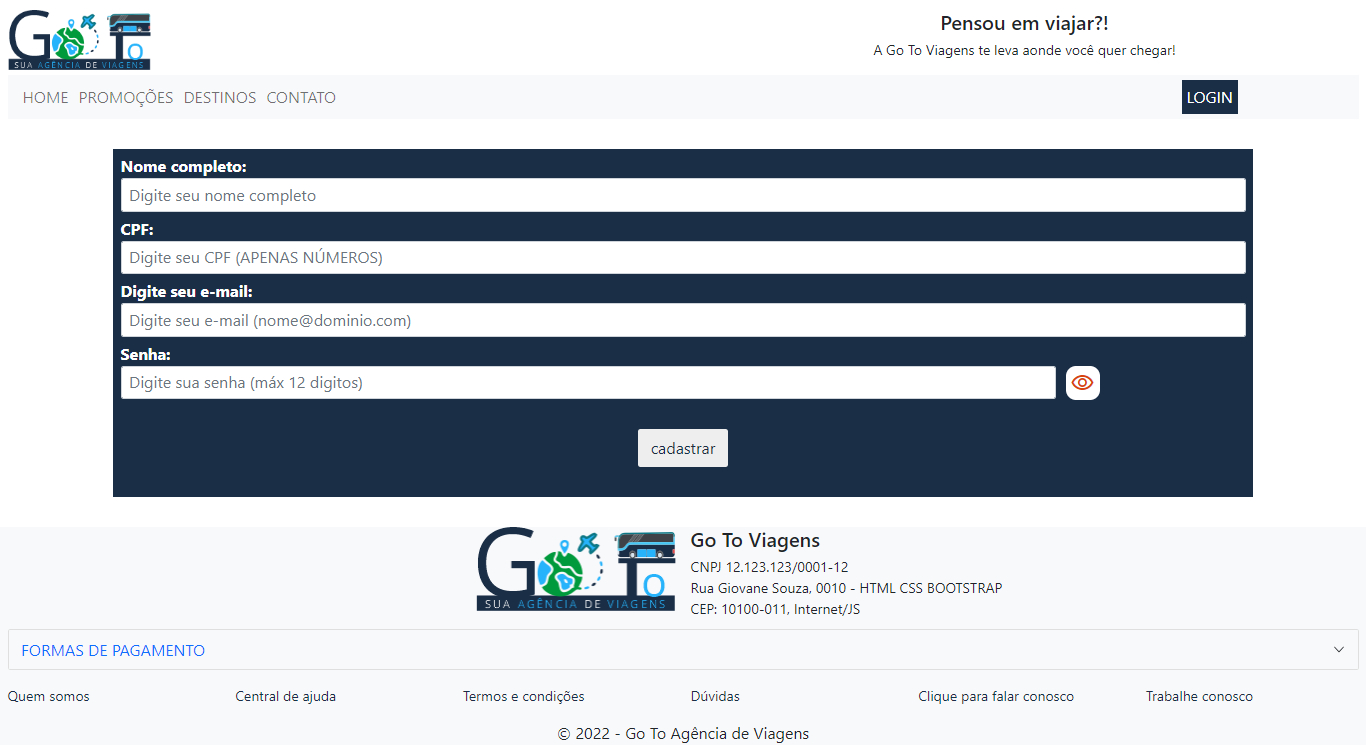 Go To
SUA AGÊNCIA DE VIAGENS
Pensou em viajar?!
A Go To Viagens te leva aonde você quer chegar!
HOME PROMOÇÕES DESTINOS CONTATO LOGIN
Nome completo:
Digite seu nome completo
CPF:
Digite seu CPF (APENAS NÚMEROS)
Digite seu e-mail:
Digite seu e-mail (nome@dominio.com)
Senha:
Digite sua senha (máx 12 digitos)
cadastrar
Go To
SUA AGÊNCIA DE VIAGENS
Go To Viagens
CNPJ 12.123.123/0001-12
Rua Giovane Souza, 0010 - HTML CSS BOOTSTRAP
CEP: 10100-011, Internet/JS
FORMAS DE PAGAMENTO
Quem somos Central de ajuda Termos e condições Dúvidas Clique para falar conosco Trabalhe conosco
© 2022 - Go To Agência de Viagens